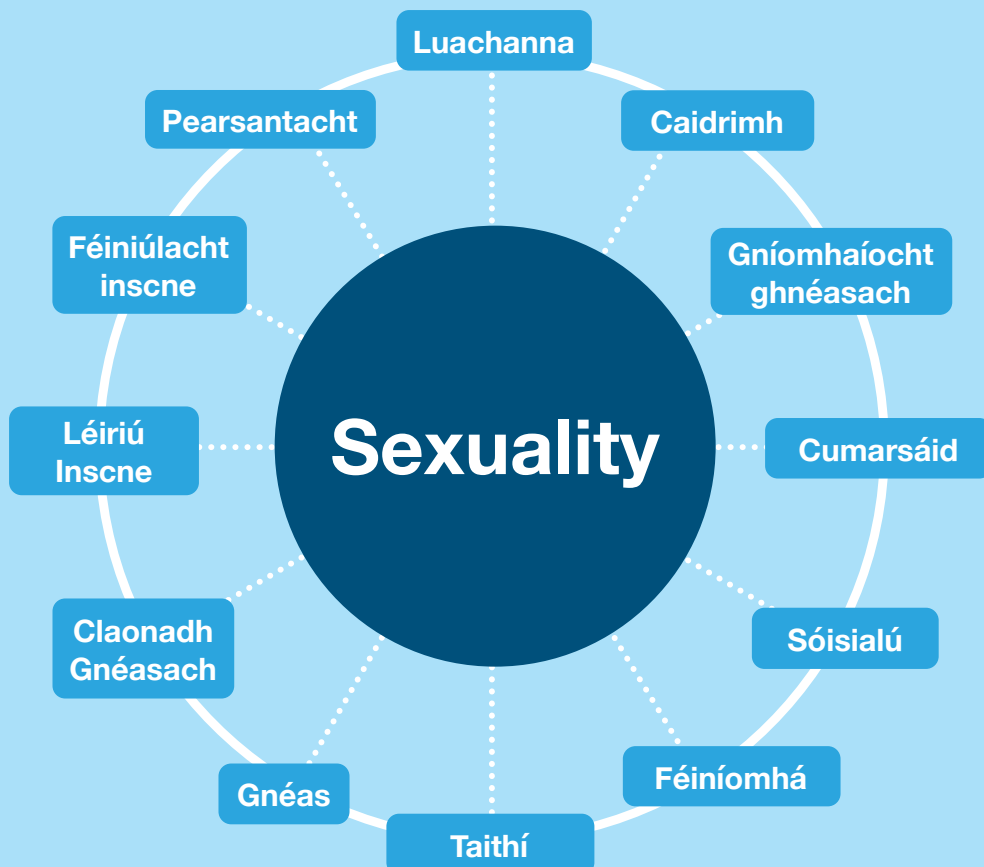 Luachanna
Pearsantacht
Caidrimh
Féiniúlacht
inscne
Gníomhaíocht
ghnéasach
Léiriú
Inscne
Sexuality
Cumarsáid
Claonadh
Gnéasach
Sóisialú
Gnéas
Féiníomhá
Taithí